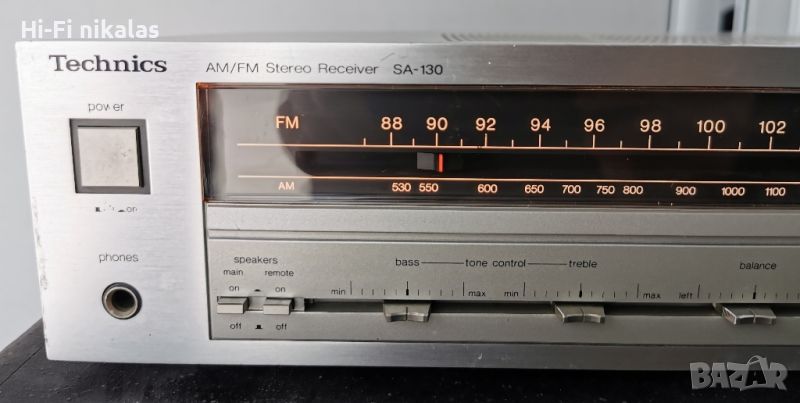 Hi-Fi nikalas
Technics AM/FM Stereo Receiver SA-130
power
FM 88 90 92 94 96 98 100 102
AM 530 550 600 650 700 750 800 900 1000 1100
on
phones
speakers
main remote
on on
off off
bass tone control treble balance
min max min max left
BAZAR